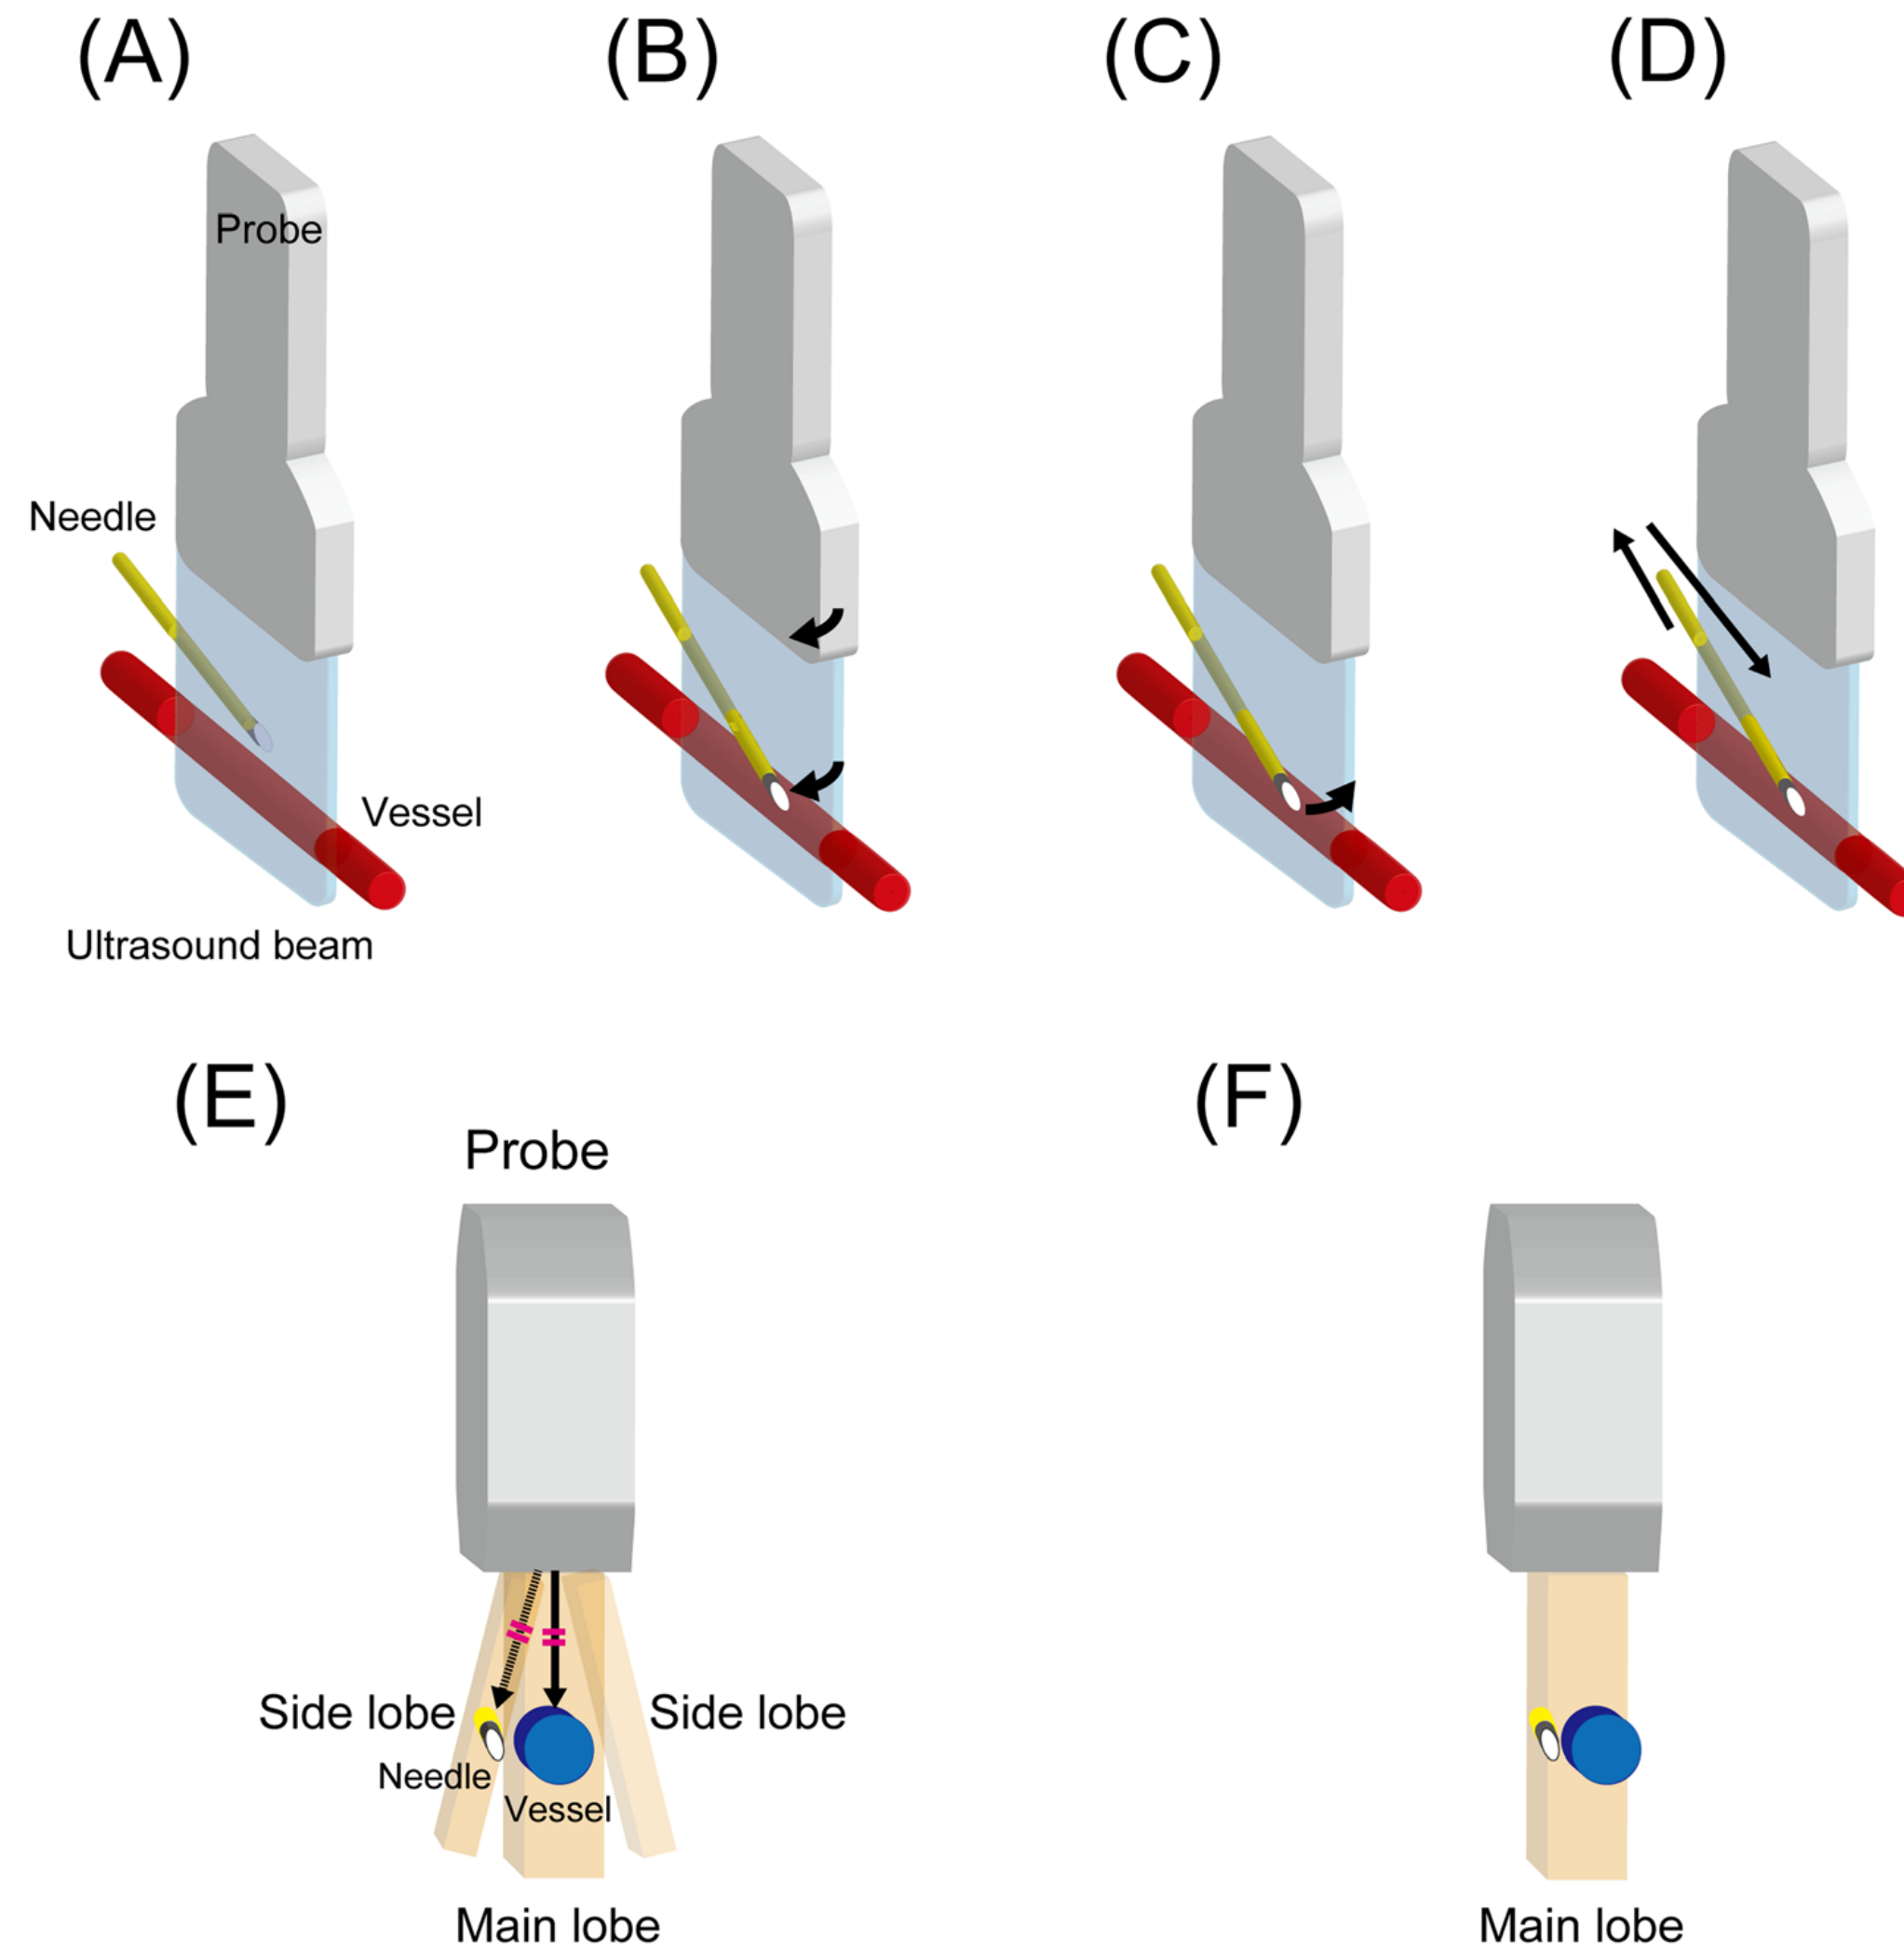 (A)
(B)
(C)
(D)
Probe
Needle
Vessel
Ultrasound beam
(E)
(F)
Probe
Side lobe
Side lobe
Needle
Vessel
Main lobe
Main lobe